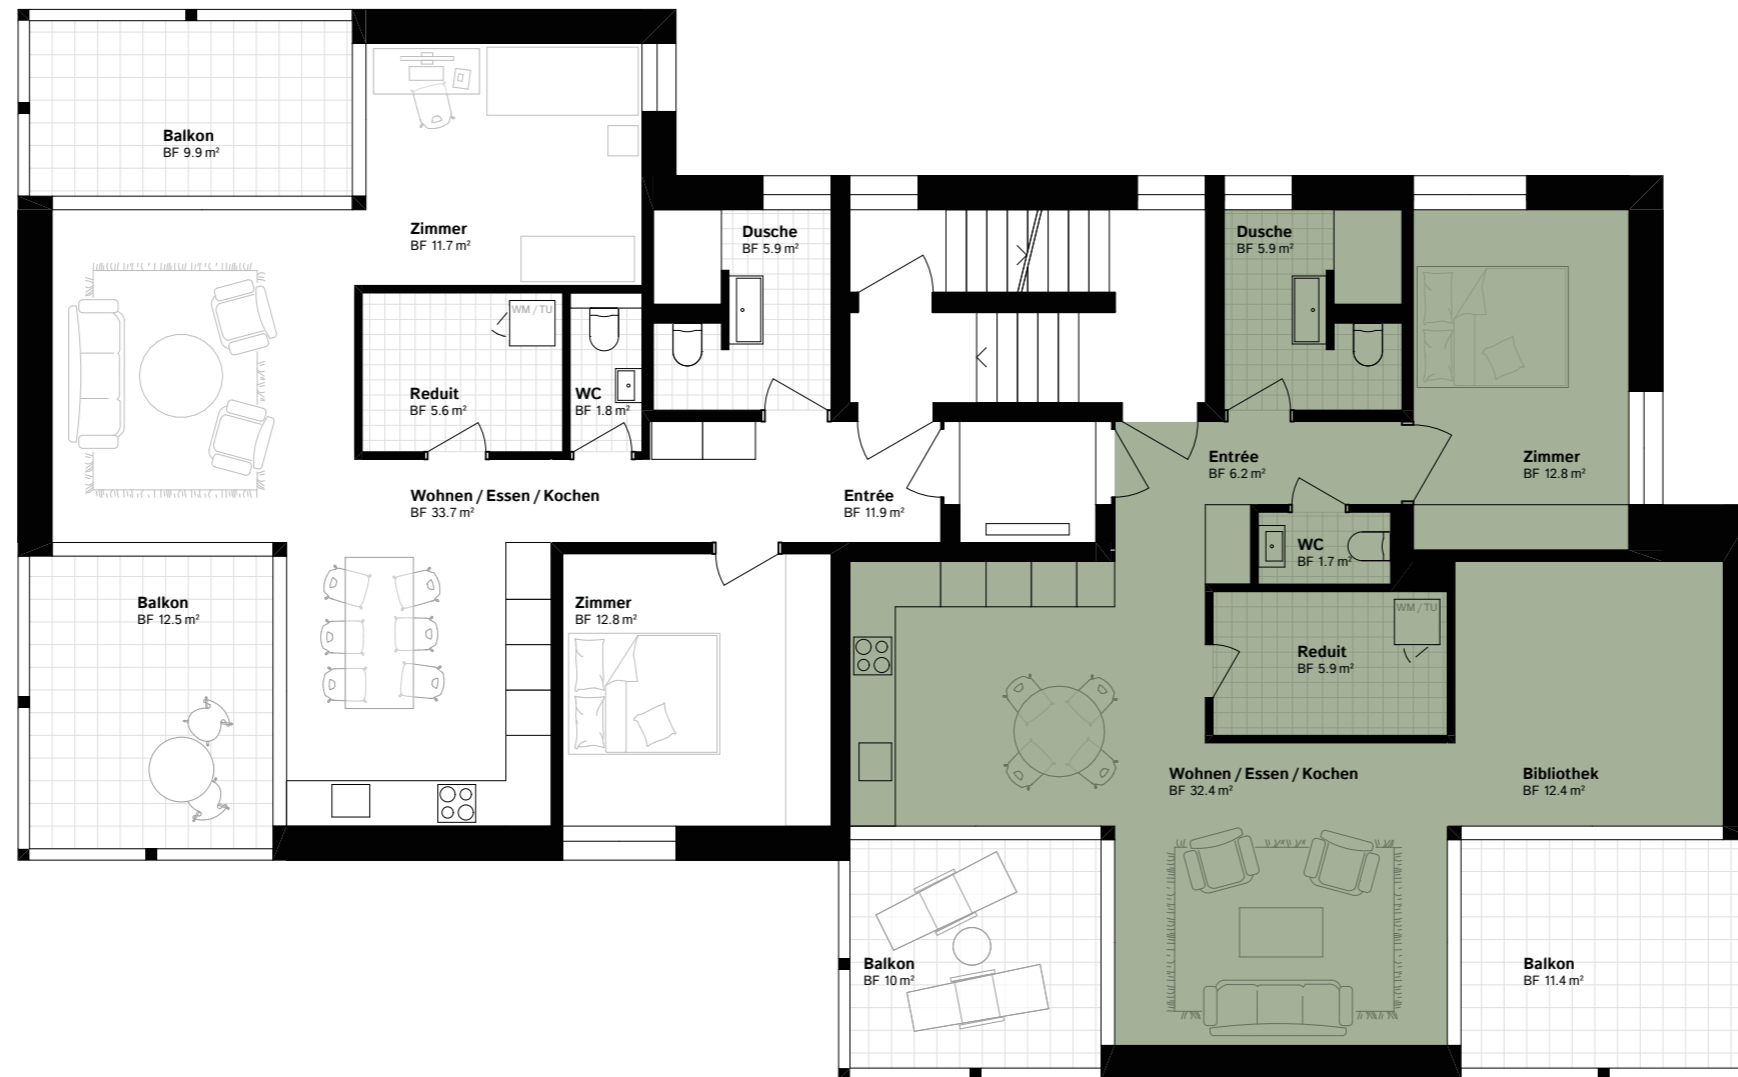 Balkon
BF 9.9 m²
Zimmer
BF 11.7 m²
Dusche
BF 5.9 m²
Dusche
BF 5.9 m²
WM / TU
Reduit
BF 5.6 m²
WC
BF 1.8 m²
Wohnen / Essen / Kochen
BF 33.7 m²
Entrée
BF 11.9 m²
Entrée
BF 6.2 m²
Zimmer
BF 12.8 m²
WC
BF 1.7 m²
Balkon
BF 12.5 m²
Zimmer
BF 12.8 m²
WM / TU
Reduit
BF 5.9 m²
Wohnen / Essen / Kochen
BF 32.4 m²
Bibliothek
BF 12.4 m²
Balkon
BF 10 m²
Balkon
BF 11.4 m²